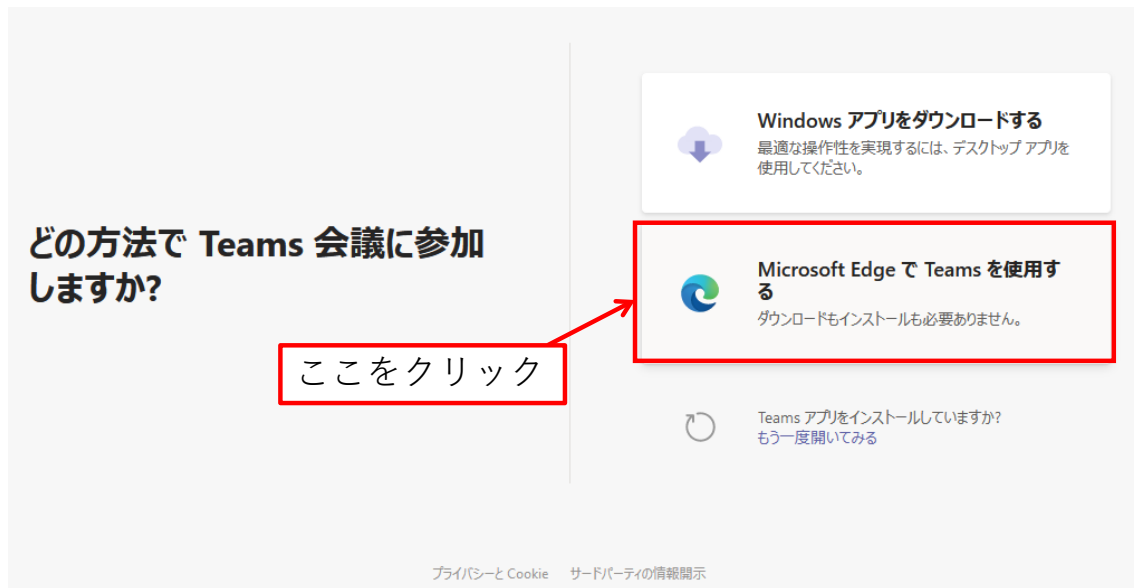 どの方法で Teams 会議に参加
しますか?
ここをクリック
Windows アプリをダウンロードする
最適な操作性を実現するには、デスクトップ アプリを
使用してください。
Microsoft Edge で Teams を使用す
る
ダウンロードもインストールも必要ありません。
Teams アプリをインストールしていますか?
もう一度開いてみる
プライバシーと Cookie サードパーティの情報開示